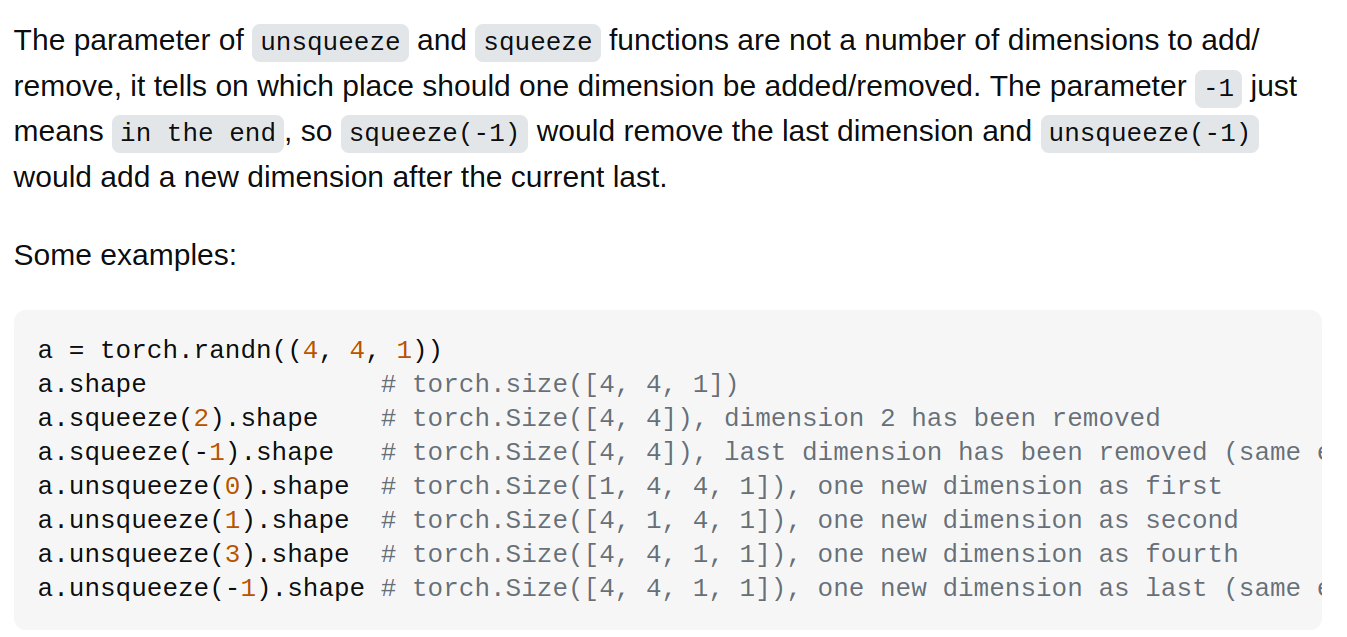 The parameter of unsqueeze and squeeze functions are not a number of dimensions to add/
remove, it tells on which place should one dimension be added/removed. The parameter -1 just
means in the end, so squeeze(-1) would remove the last dimension and unsqueeze(-1)
would add a new dimension after the current last.
Some examples:
a = torch.randn((4, 4, 1))
a.shape               # torch.size([4, 4, 1])
a.squeeze(2).shape    # torch.Size([4, 4]), dimension 2 has been removed
a.squeeze(-1).shape   # torch.Size([4, 4]), last dimension has been removed (same
a.unsqueeze(0).shape  # torch.Size([1, 4, 4, 1]), one new dimension as first
a.unsqueeze(1).shape  # torch.Size([4, 1, 4, 1]), one new dimension as second
a.unsqueeze(3).shape  # torch.Size([4, 4, 1, 1]), one new dimension as fourth
a.unsqueeze(-1).shape # torch.Size([4, 4, 1, 1]), one new dimension as last (same